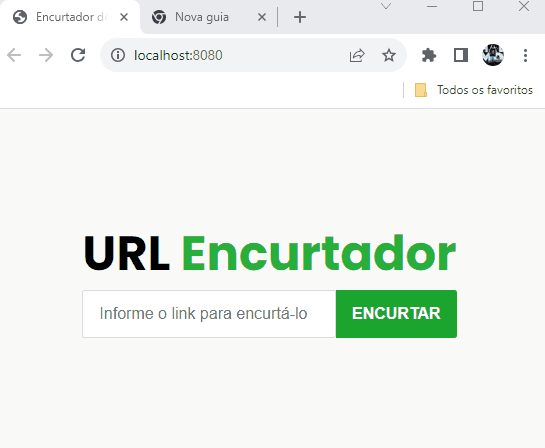 Encurtador d
Nova guia
localhost:8080
Todos os favoritos
URL Encurtador
Informe o link para encurtá-lo
ENCURTAR